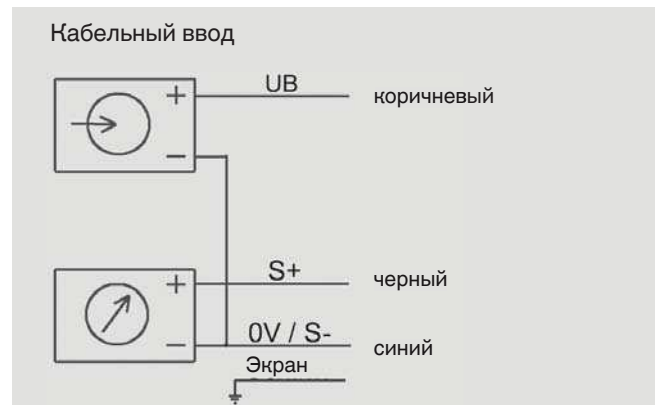 Кабельный ввод
+ UB коричневый
−
+ S+ черный
− 0V / S- синий
Экран